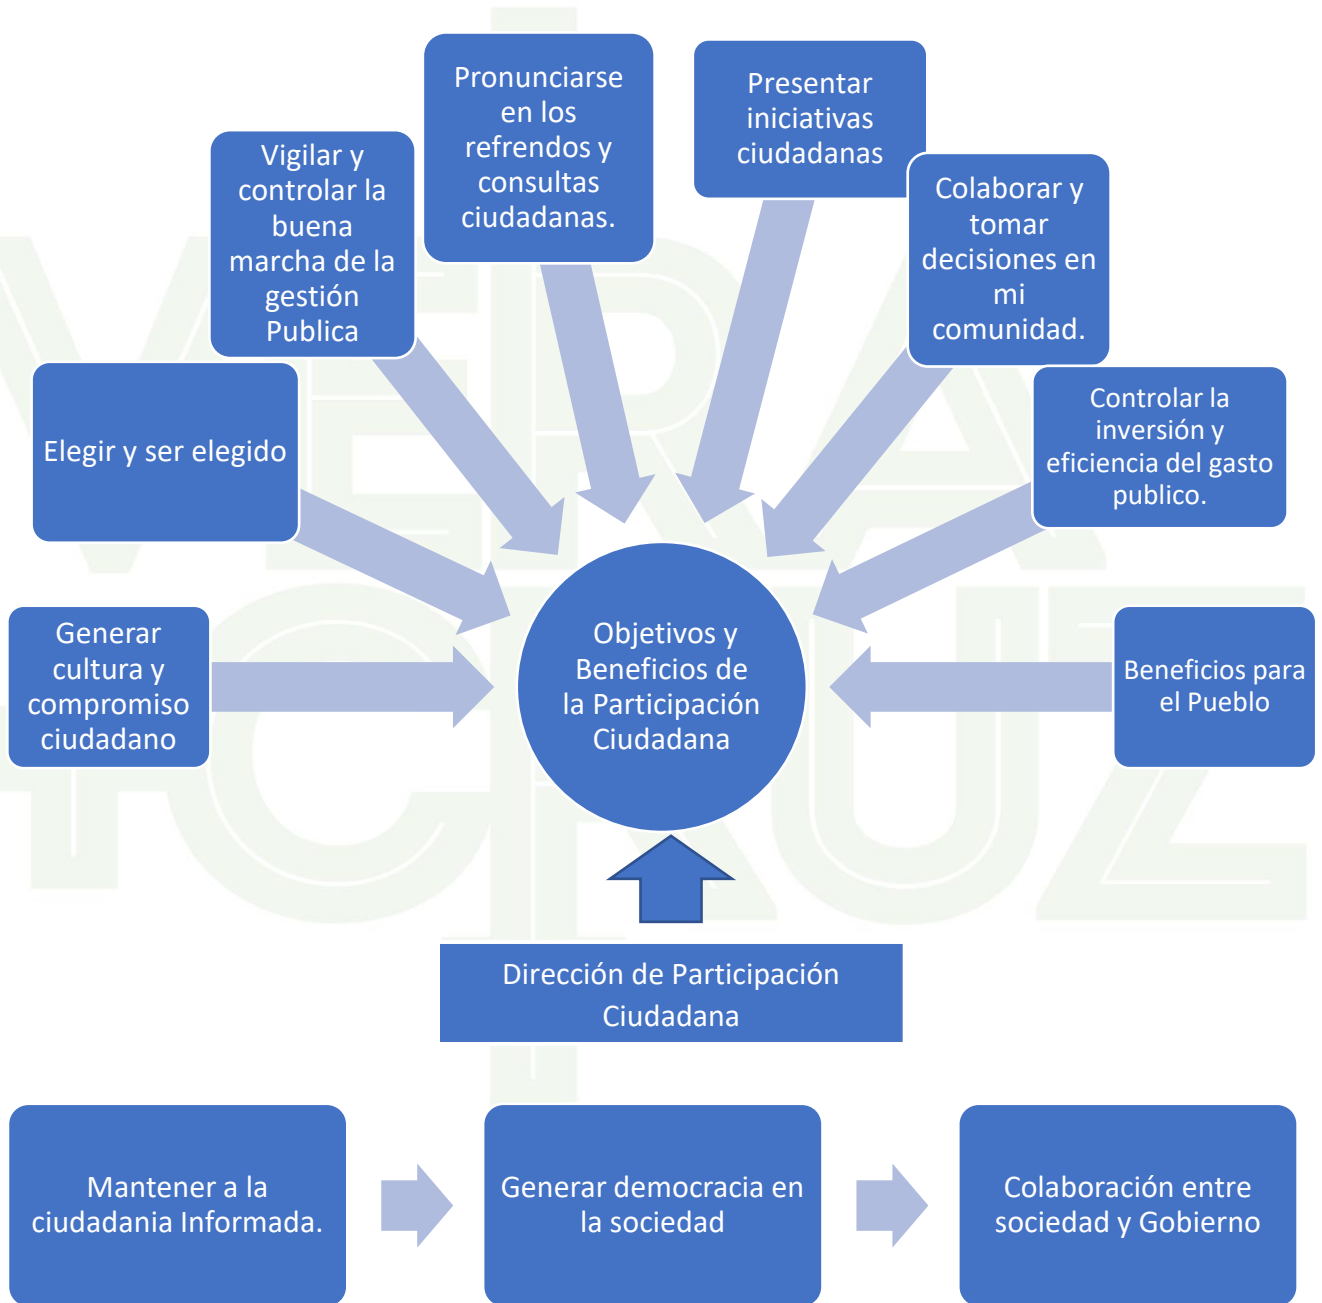 Pronunciarse
en los
refrendos y
consultas
ciudadanas.
Presentar
iniciativas
ciudadanas
Vigilar y
controlar la
buena
marcha de la
gestión
Publica
Colaborar y
tomar
decisiones en
mi
comunidad.
Elegir y ser elegido
Controlar la
inversión y
eficiencia del gasto
publico.
Generar
cultura y
compromiso
ciudadano
Objetivos y
Beneficios de
la Participación
Ciudadana
Beneficios para
el Pueblo
Dirección de Participación
Ciudadana
Mantener a la
ciudadania Informada.
Generar democracia en
la sociedad
Colaboración entre
sociedad y Gobierno
VERA
CRUZ